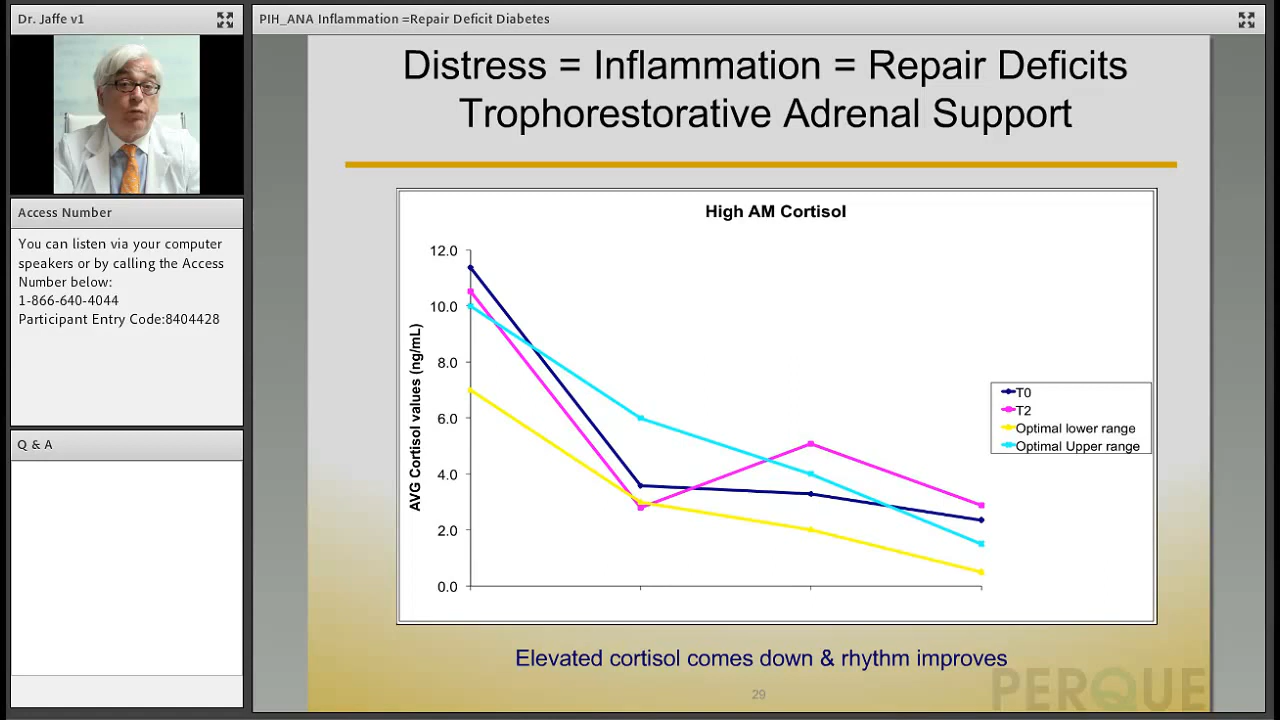 Dr. Jaffe v1
PIH_ANA Inflammation =Repair Deficit Diabetes
Access Number
You can listen via your computer
speakers or by calling the Access
Number below:
1-866-640-4044
Participant Entry Code:8404428
Q & A
Distress = Inflammation = Repair Deficits
Trophorestorative Adrenal Support
High AM Cortisol
AVG Cortisol values (ng/mL)
12.0
10.0
8.0
6.0
4.0
2.0
0.0
T0
T2
Optimal lower range
Optimal Upper range
Elevated cortisol comes down & rhythm improves
29
PERQUE